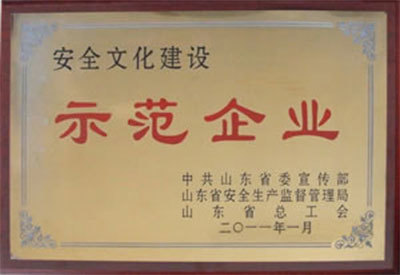 安全文化建设
示范企业
中共山东省委宣传部
山东省安全生产监督管理局
山东省总工会
二〇一一年一月